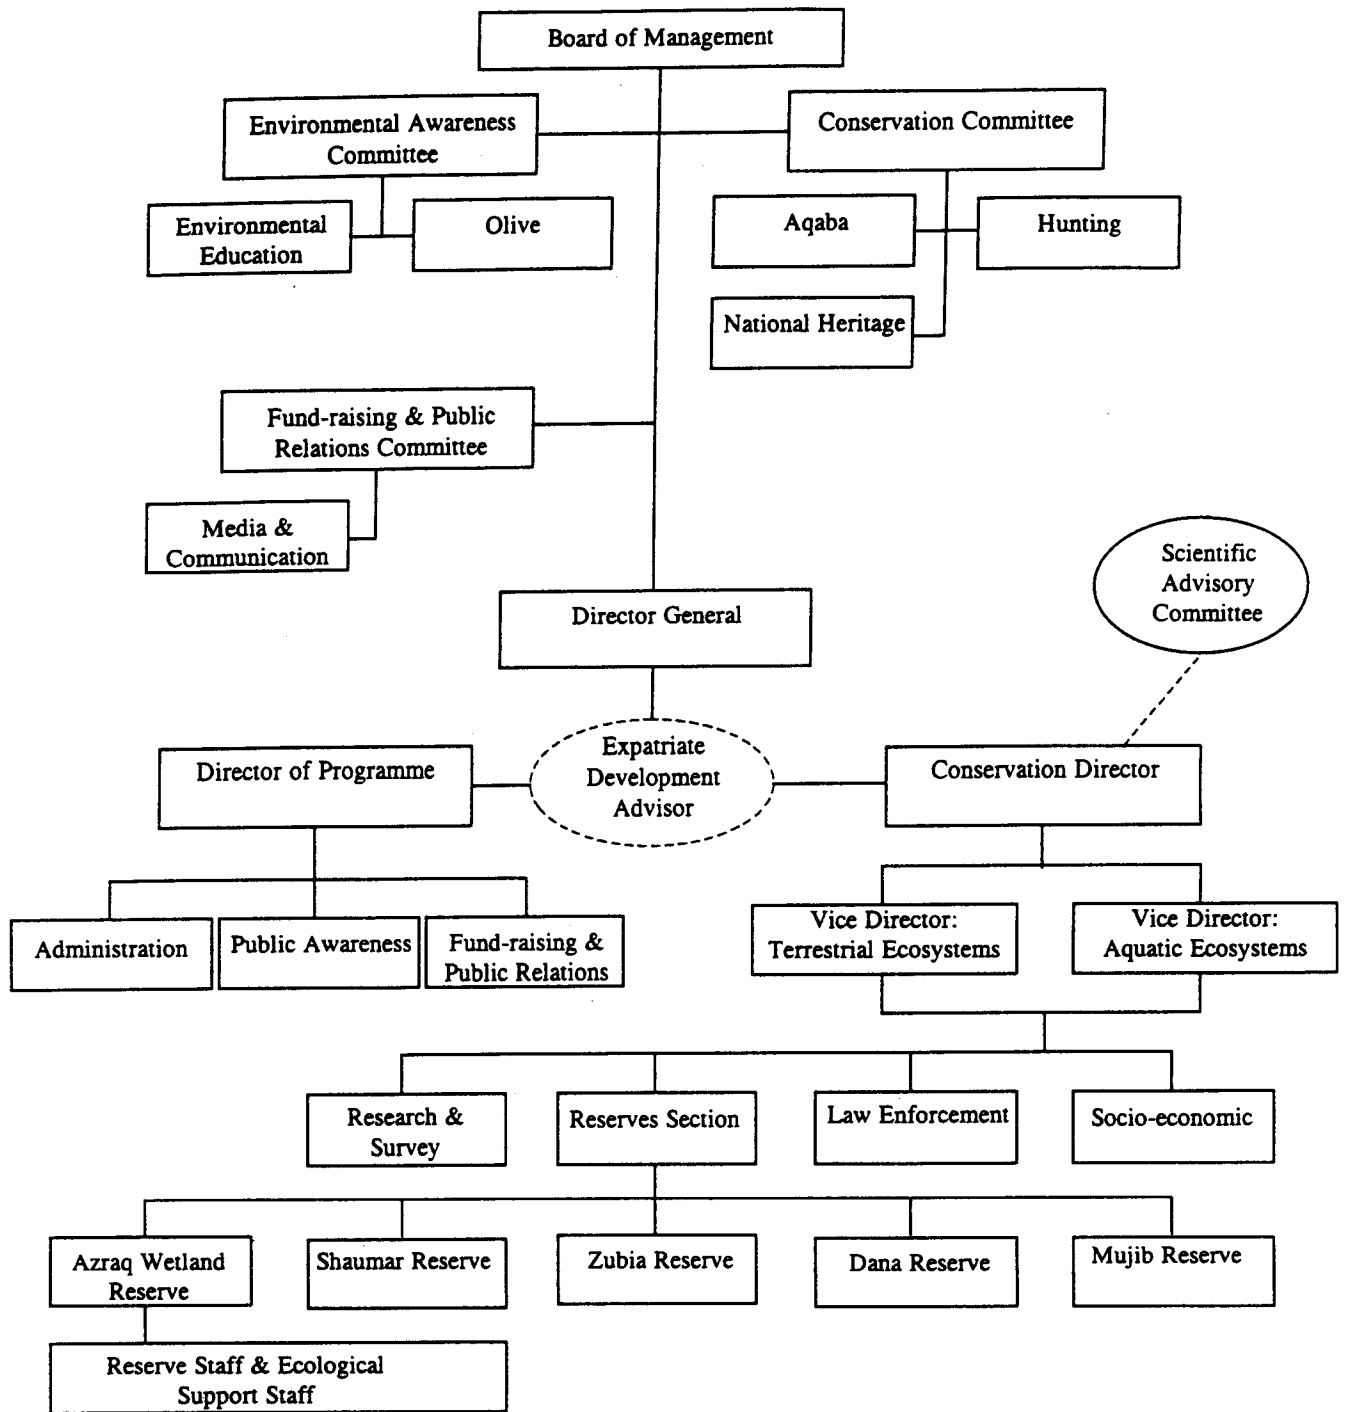 Board of Management
Environmental Awareness
Committee
Conservation Committee
Environmental
Education
Olive
Aqaba
Hunting
National Heritage
Fund-raising & Public
Relations Committee
Media &
Communication
Scientific
Advisory
Committee
Director General
Expatriate
Development
Advisor
Director of Programme
Conservation Director
Administration
Public Awareness
Fund-raising &
Public Relations
Vice Director:
Terrestrial Ecosystems
Vice Director:
Aquatic Ecosystems
Research &
Survey
Reserves Section
Law Enforcement
Socio-economic
Azraq Wetland
Reserve
Shaumar Reserve
Zubia Reserve
Dana Reserve
Mujib Reserve
Reserve Staff & Ecological
Support Staff